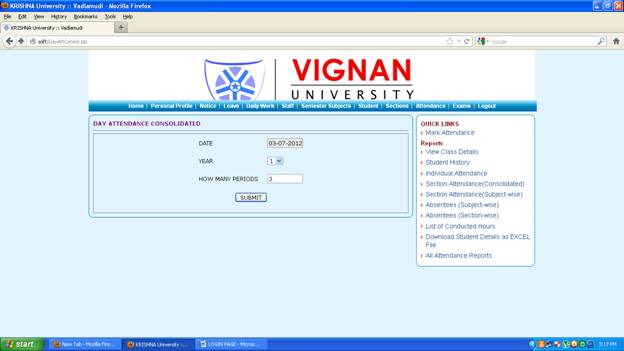 KRISHNA University :: Vadlamudi - Mozilla Firefox
File Edit View History Bookmarks Tools Help
KRISHNA University :: Vadlamudi +
soft/DayAttConsol.jsp Google
VIGNAN
UNIVERSITY
Home | Personal Profile | Notice | Leave | Daily Work | Staff | Semester Subjects | Student | Sections | Attendance | Exams | Logout
DAY ATTENDANCE CONSOLIDATED
DATE 03-07-2012
YEAR 1
HOW MANY PERIODS 3
SUBMIT
QUICK LINKS
Mark Attendance
Reports
View Class Details
Student History
Individual Attendance
Section Attendance(Consolidated)
Section Attendance(Subject-wise)
Absentees (Subject-wise)
Absentees (Section-wise)
List of Conducted Hours
Download Student Details as EXCEL
File
All Attendance Reports
start New Tab - Mozilla Fire... KRISHNA University :... LOGIN PAGE - Micros... 3:17 PM